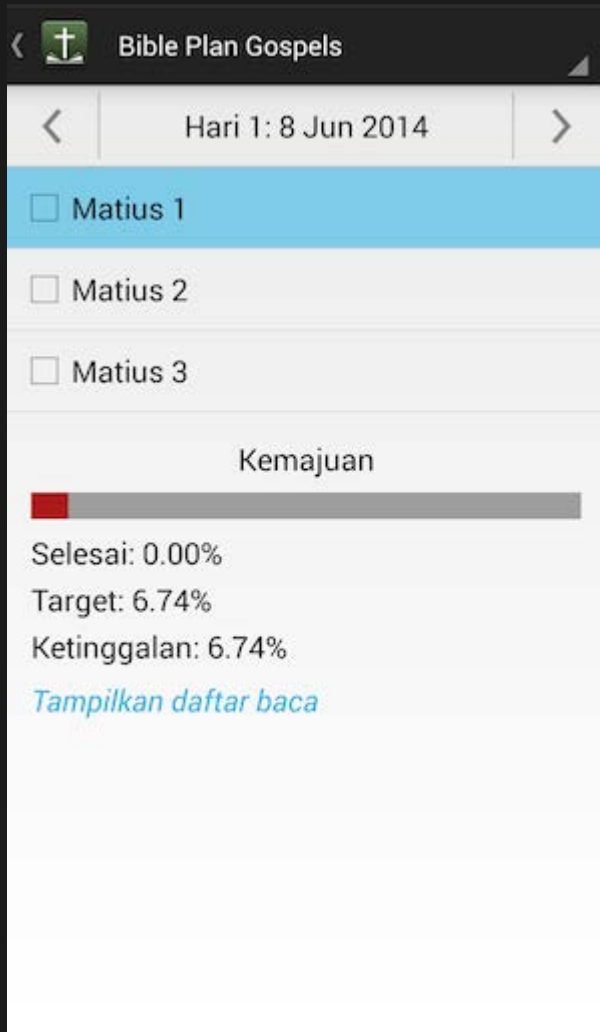 Bible Plan Gospels
Hari 1: 8 Jun 2014
Matius 1
Matius 2
Matius 3
Kemajuan
Selesai: 0.00%
Target: 6.74%
Ketinggalan: 6.74%
Tampilkan daftar baca